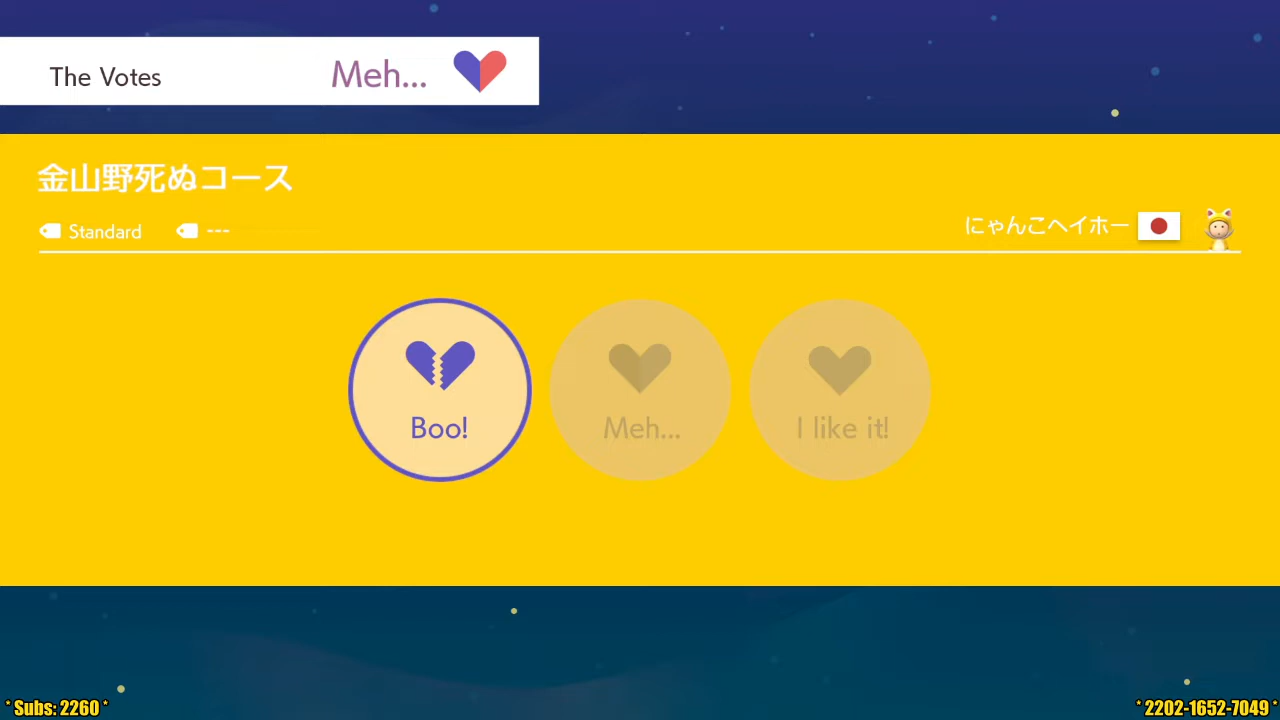 The Votes Meh...
金山野死ぬコース
Standard ---
にゃんこヘイホー
Boo! Meh... I like it!
* Subs: 2260 * * 2202-1652-7049 *